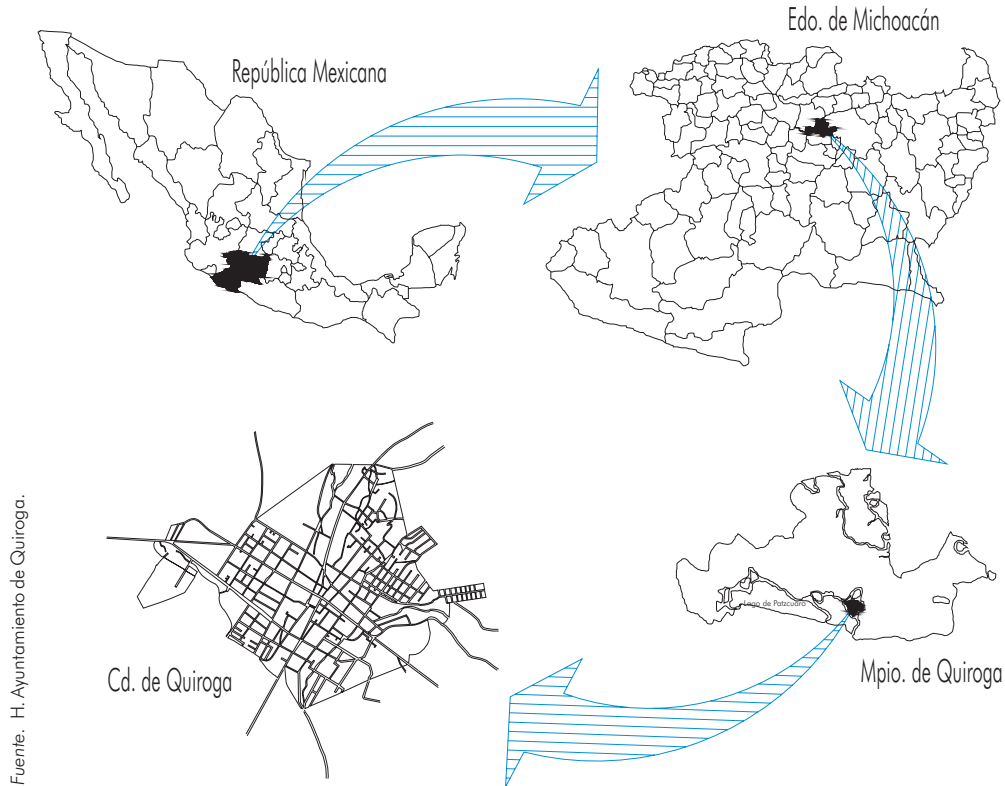 República Mexicana
Edo. de Michoacán
Lago de Patzcuaro
Mpio. de Quiroga
Cd. de Quiroga
Fuente. H. Ayuntamiento de Quiroga.